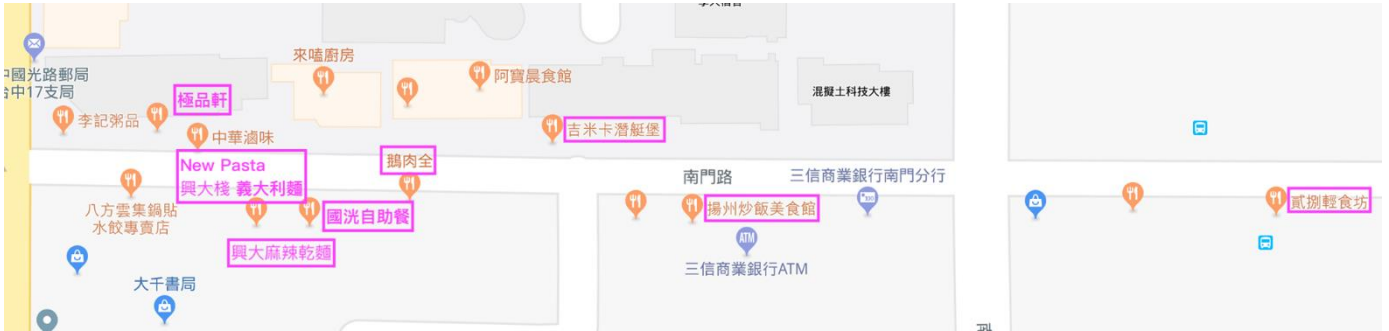 來嗑廚房
阿寶晨食館
混擬土科技大樓
中國光路郵局
台中17支局
極品軒
李記粥品
中華滷味
吉米卡潛艇堡
New Pasta
興大棧 義大利麵
鵝肉全
南門路
三信商業銀行南門分行
八方雲集鍋貼
水餃專賣店
國洸自助餐
揚州炒飯美食館
貳捌輕食坊
興大麻辣乾麵
ATM
三信商業銀行ATM
大千書局